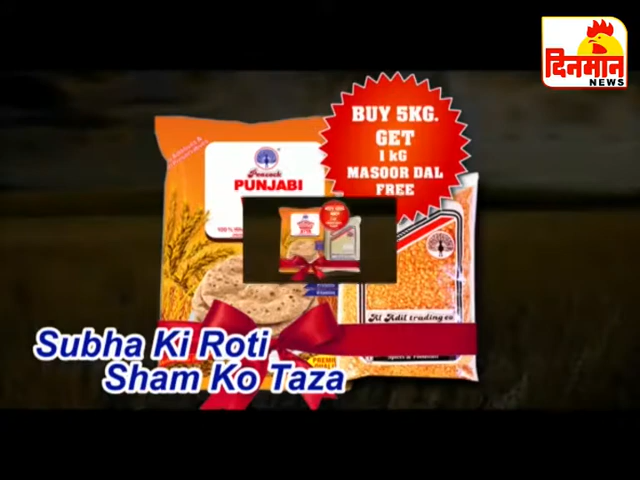 दिनमान
NEWS
BUY 5KG.
GET
1 kG
MASOOR DAL
FREE
Peacock
PUNJABI
Al Adil trading co
Subha Ki Roti
Sham Ko Taza